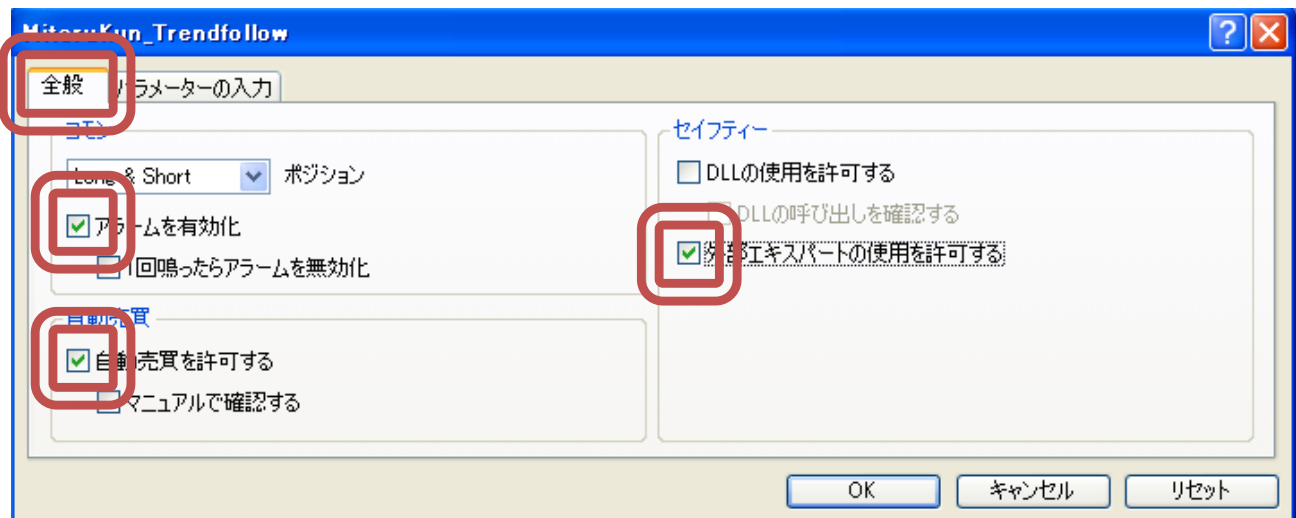 MitoruKun_Trendfollow
全般
パラメーターの入力
コモン
Long & Short
ポジション
アラームを有効化
1回鳴ったらアラームを無効化
自動売買
自動売買を許可する
マニュアルで確認する
セイフティー
DLLの使用を許可する
DLLの呼び出しを確認する
外部エキスパートの使用を許可する
OK
キャンセル
リセット